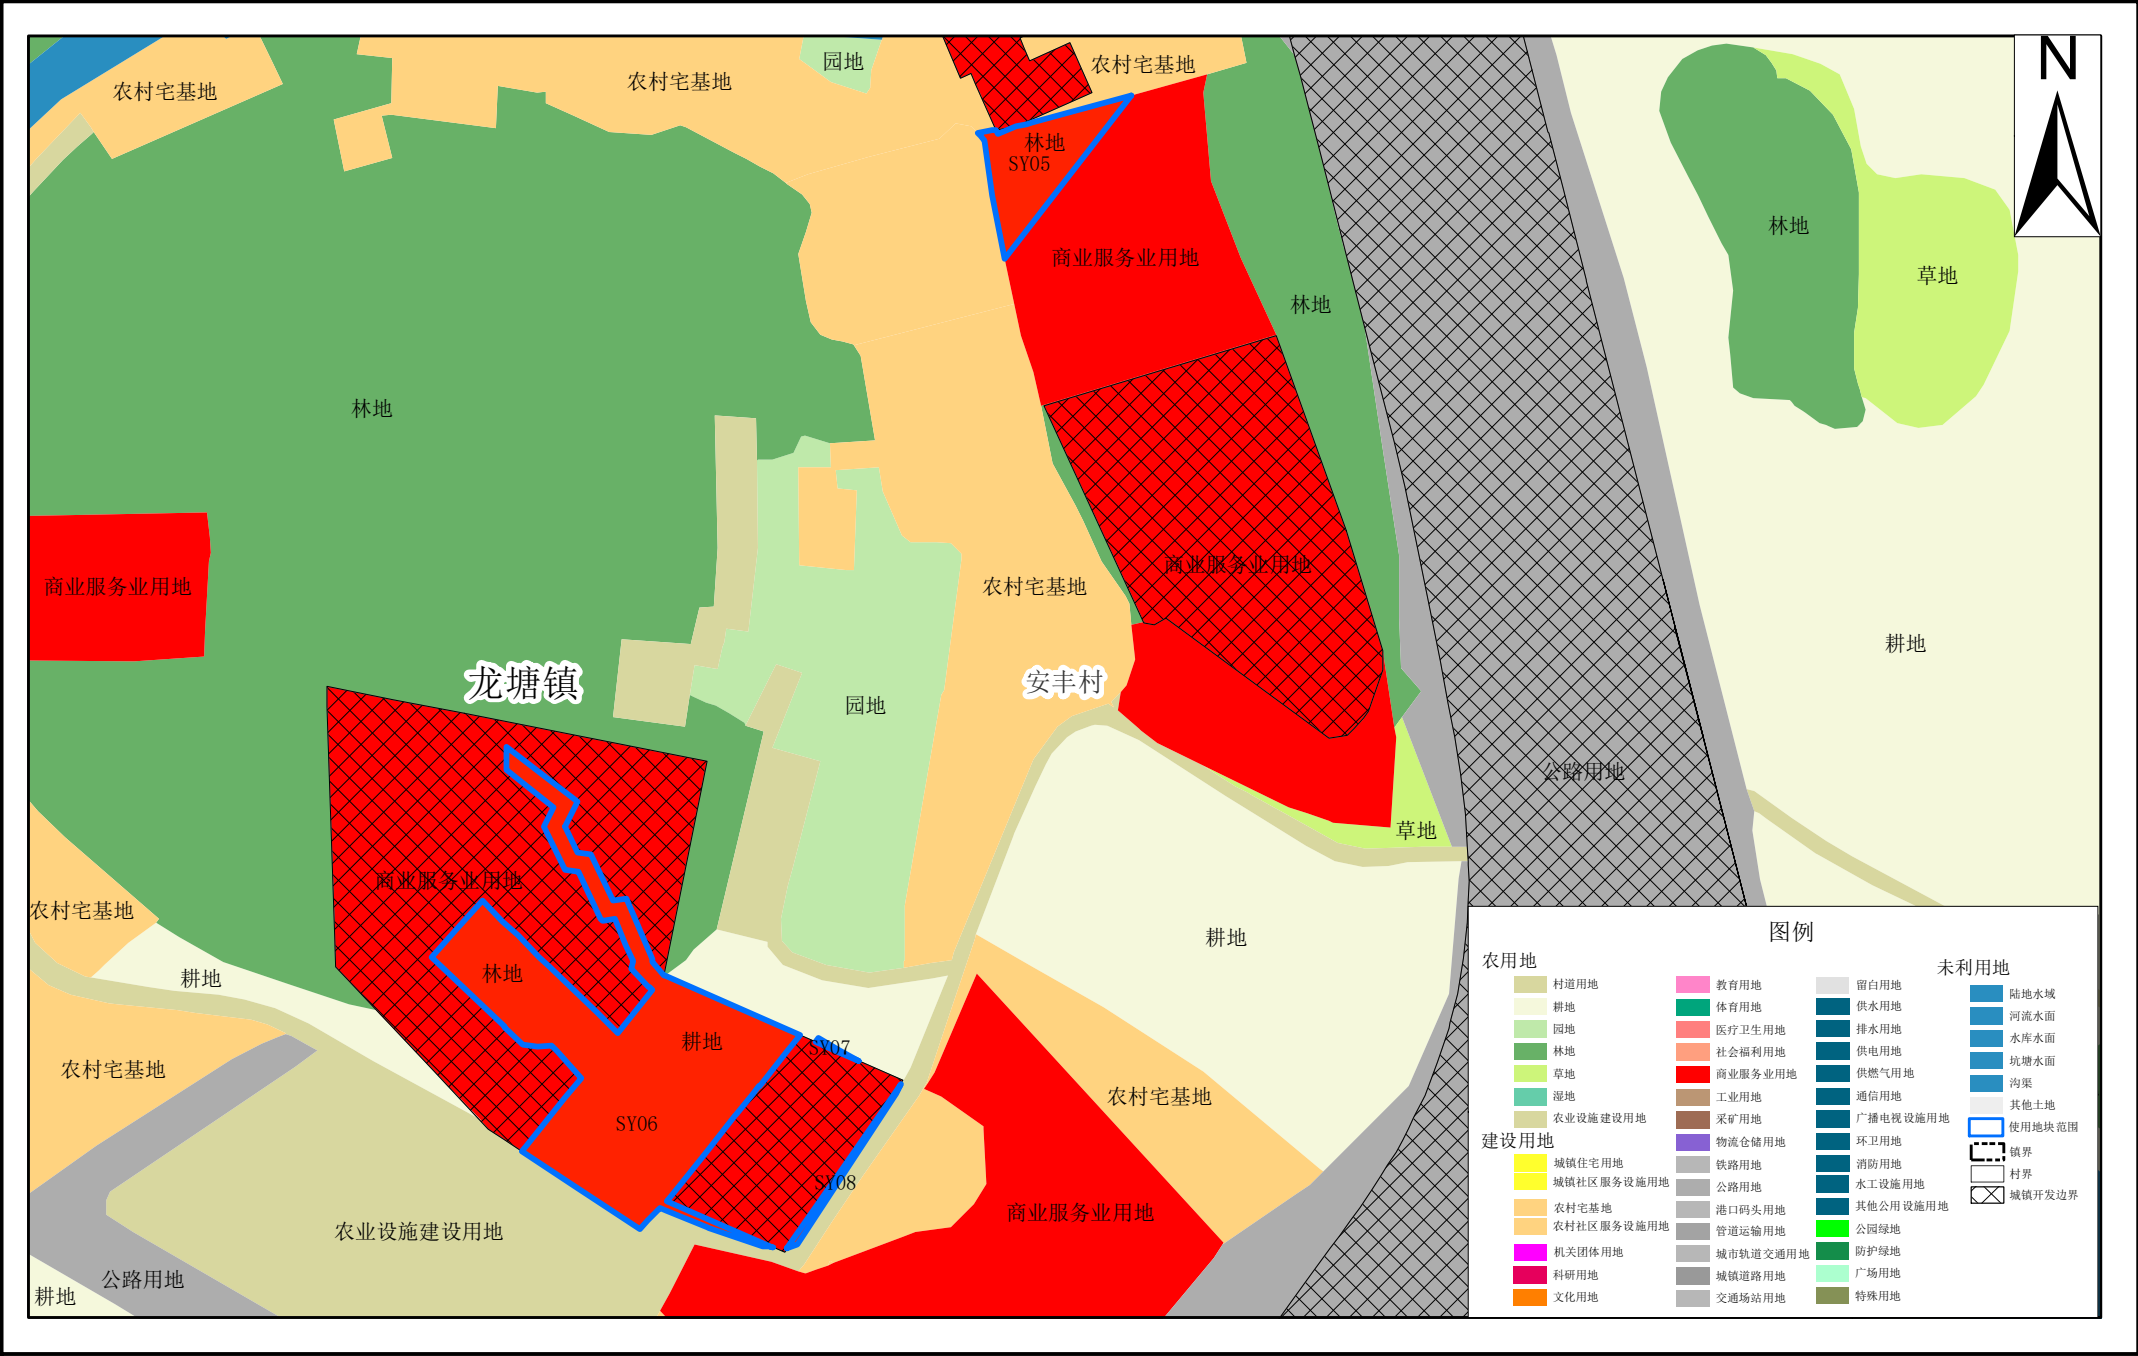 N
园地
农村宅基地
农村宅基地
农村宅基地
林地
SY05
林地
商业服务业用地
草地
林地
林地
商业服务业用地
商业服务业用地
农村宅基地
耕地
龙塘镇
安丰村
园地
公路用地
草地
商业服务业用地
农村宅基地
耕地
林地
耕地
耕地
SY07
农村宅基地
农村宅基地
SY06
SY08
商业服务业用地
农业设施建设用地
公路用地
耕地
图例
农用地
村道用地
耕地
园地
林地
草地
湿地
农业设施建设用地
建设用地
城镇住宅用地
城镇社区服务设施用地
农村宅基地
农村社区服务设施用地
机关团体用地
科研用地
文化用地
教育用地
体育用地
医疗卫生用地
社会福利用地
商业服务业用地
工业用地
采矿用地
物流仓储用地
铁路用地
公路用地
港口码头用地
管道运输用地
城市轨道交通用地
城镇道路用地
交通场站用地
留白用地
供水用地
排水用地
供电用地
供燃气用地
通信用地
广播电视设施用地
环卫用地
消防用地
水工设施用地
其他公用设施用地
公园绿地
防护绿地
广场用地
特殊用地
未利用地
陆地水域
河流水面
水库水面
坑塘水面
沟渠
其他土地
使用地块范围
镇界
村界
城镇开发边界